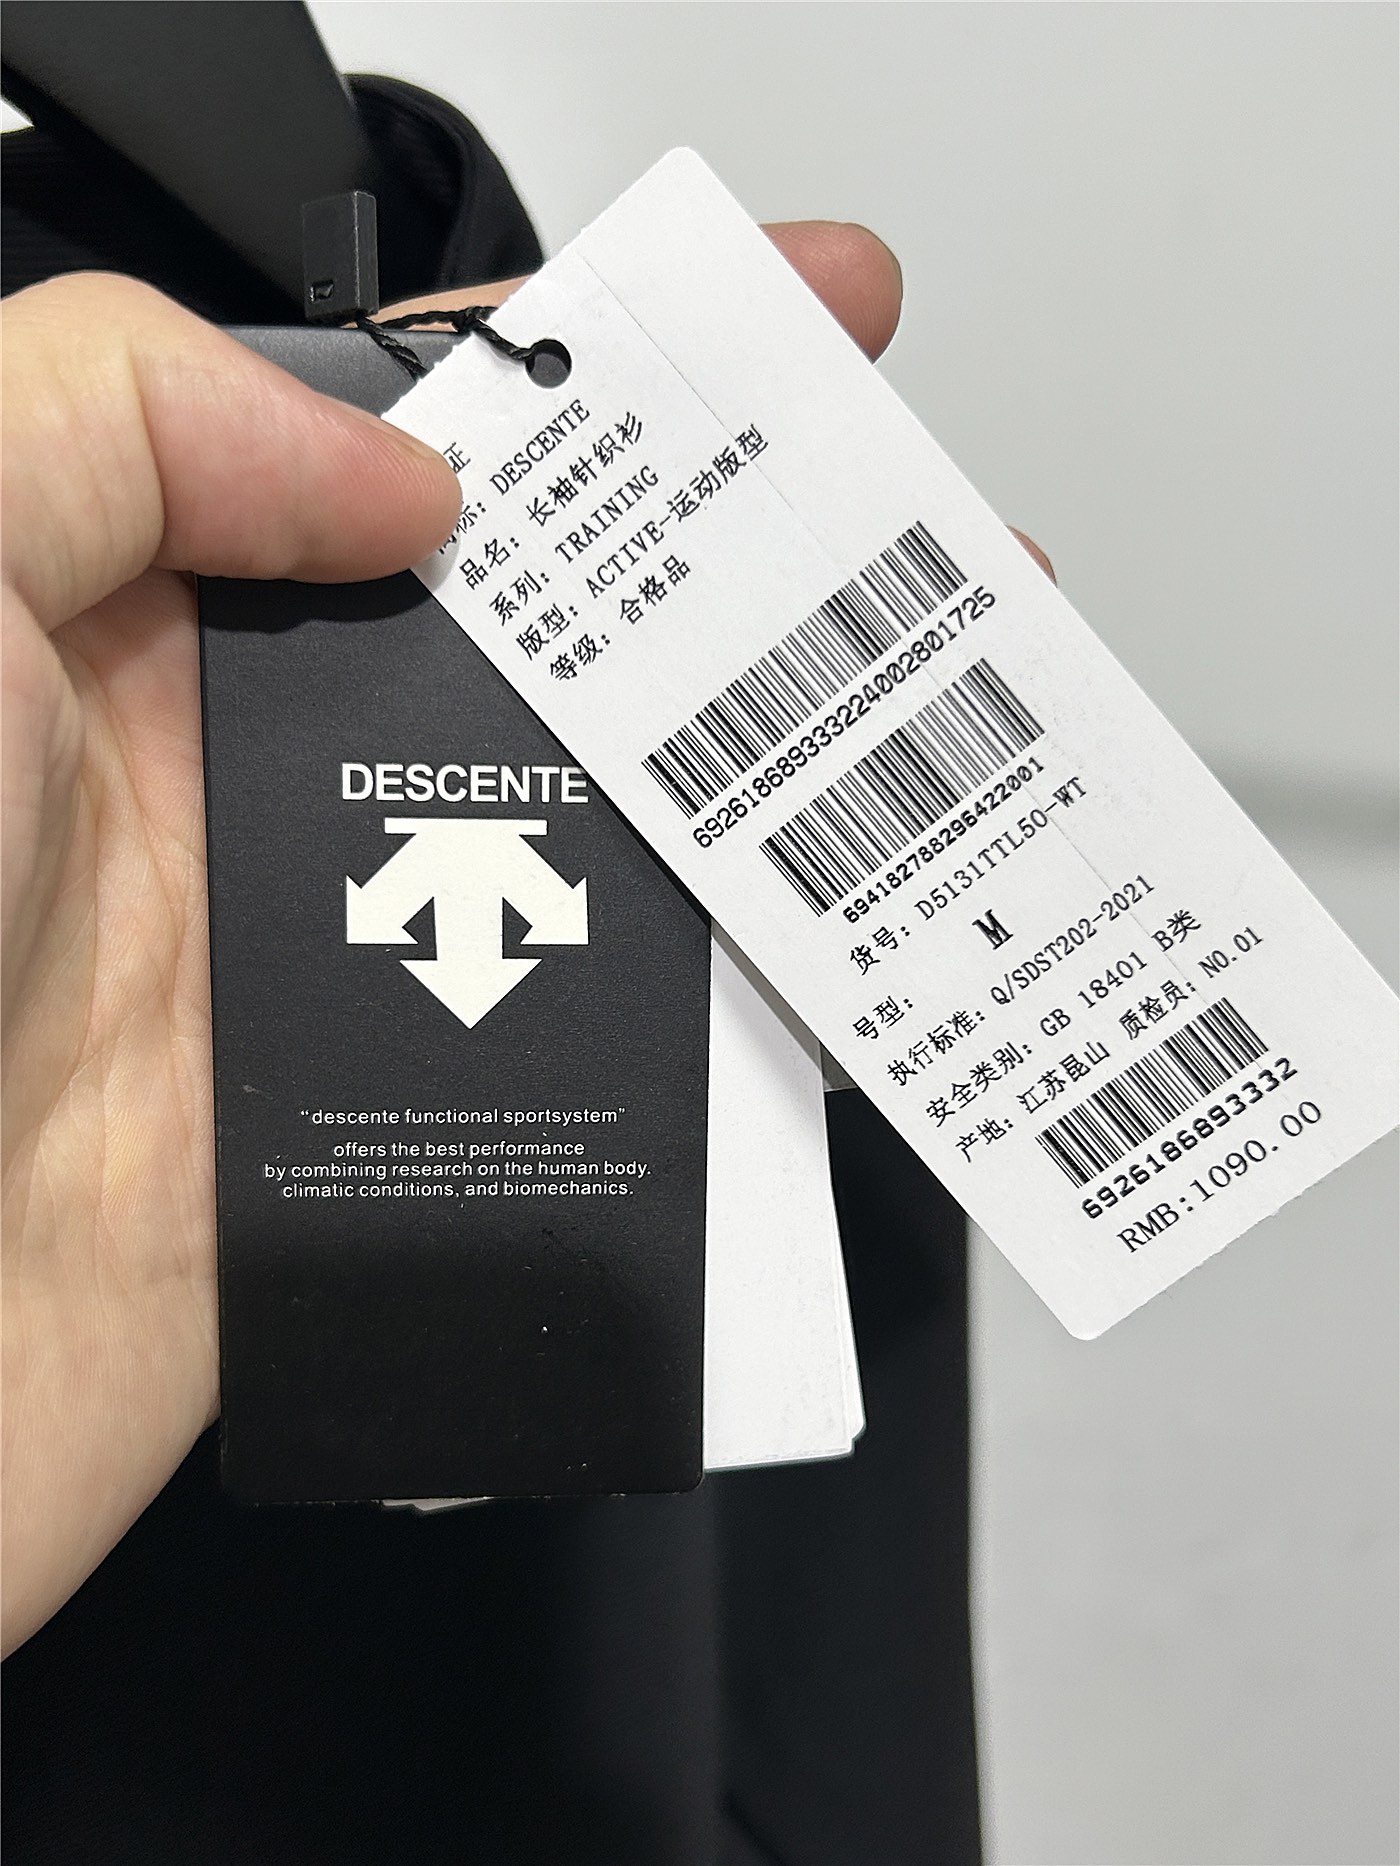 证
标: DESCENTE
品名: 长袖针织衫
系列: TRAINING
版型: ACTIVE-运动版型
等级: 合格品
6926186893332240028017​25
6941827882964220​01
货号: D5131TTL50-WT
号型: M
执行标准: Q/SDST202-2021
安全类别: GB 18401 B类
产地: 江苏昆山 质检员: NO.01
6926186893332
RMB:1090.00
DESCENTE
"descente functional sportsystem"
offers the best performance
by combining research on the human body.
climatic conditions, and biomechanics.